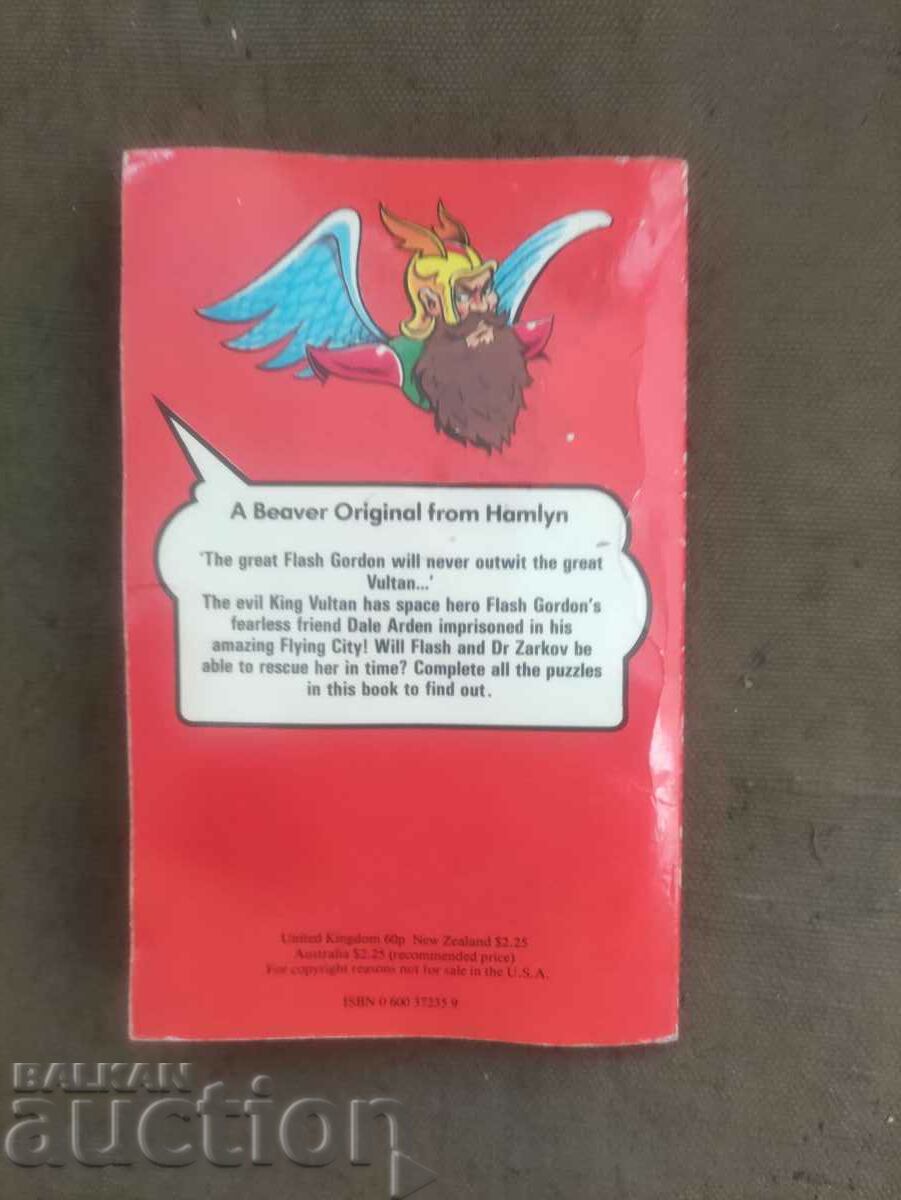 A Beaver Original from Hamlyn
'The great Flash Gordon will never outwit the great
Vultan...'
The evil King Vultan has space hero Flash Gordon's
fearless friend Dale Arden imprisoned in his
amazing Flying City! Will Flash and Dr Zarkov be
able to rescue her in time? Complete all the puzzles
in this book to find out.
United Kingdom 60p New Zealand $2.25
Australia $2.25 (recommended price)
For copyright reasons not for sale in the U.S.A.
ISBN 0 600 37235 9
BALKAN
auction